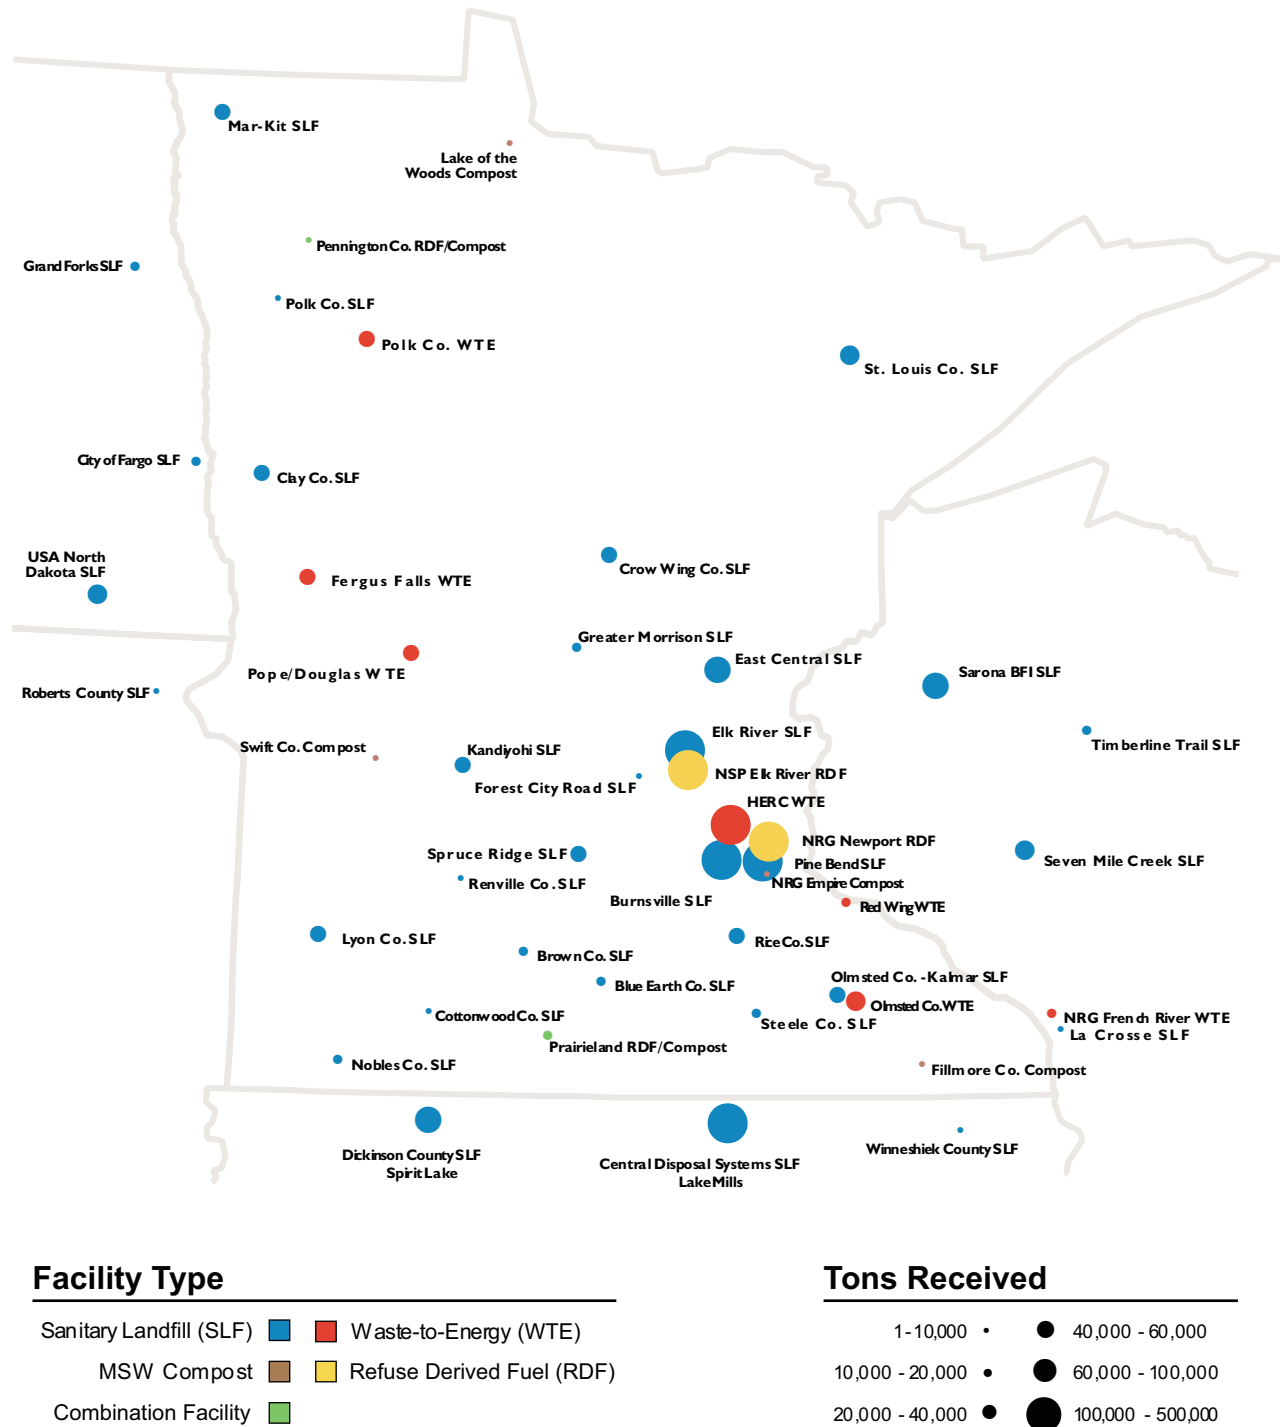 Mar-Kit SLF
Lake of the
Woods Compost
Pennington Co. RDF/Compost
Grand Forks SLF
Polk Co. SLF
Polk Co. WTE
St. Louis Co. SLF
City of Fargo SLF
Clay Co. SLF
USA North
Dakota SLF
Crow Wing Co. SLF
Fergus Falls WTE
Greater Morrison SLF
East Central SLF
Pope/Douglas WTE
Sarona BFI SLF
Roberts County SLF
Elk River SLF
Swift Co. Compost
Kandiyohi SLF
Timberline Trail SLF
NSP Elk River RDF
Forest City Road SLF
HERC WTE
NRG Newport RDF
Spruce Ridge SLF
Pine Bend SLF
Seven Mile Creek SLF
Renville Co. SLF
NRG Empire Compost
Burnsville SLF
Red Wing WTE
Lyon Co. SLF
Rice Co. SLF
Brown Co. SLF
Olmsted Co. - Kalmar SLF
Blue Earth Co. SLF
Olmsted Co. WTE
Cottonwood Co. SLF
Steele Co. SLF
NRG French River WTE
La Crosse SLF
Prairieland RDF/Compost
Nobles Co. SLF
Fillmore Co. Compost
Dickinson County SLF
Spirit Lake
Central Disposal Systems SLF
Lake Mills
Winneshiek County SLF
Facility Type
Sanitary Landfill (SLF)
Waste-to-Energy (WTE)
MSW Compost
Refuse Derived Fuel (RDF)
Combination Facility
Tons Received
1-10,000
40,000 - 60,000
10,000 - 20,000
60,000 - 100,000
20,000 - 40,000
100,000 - 500,000